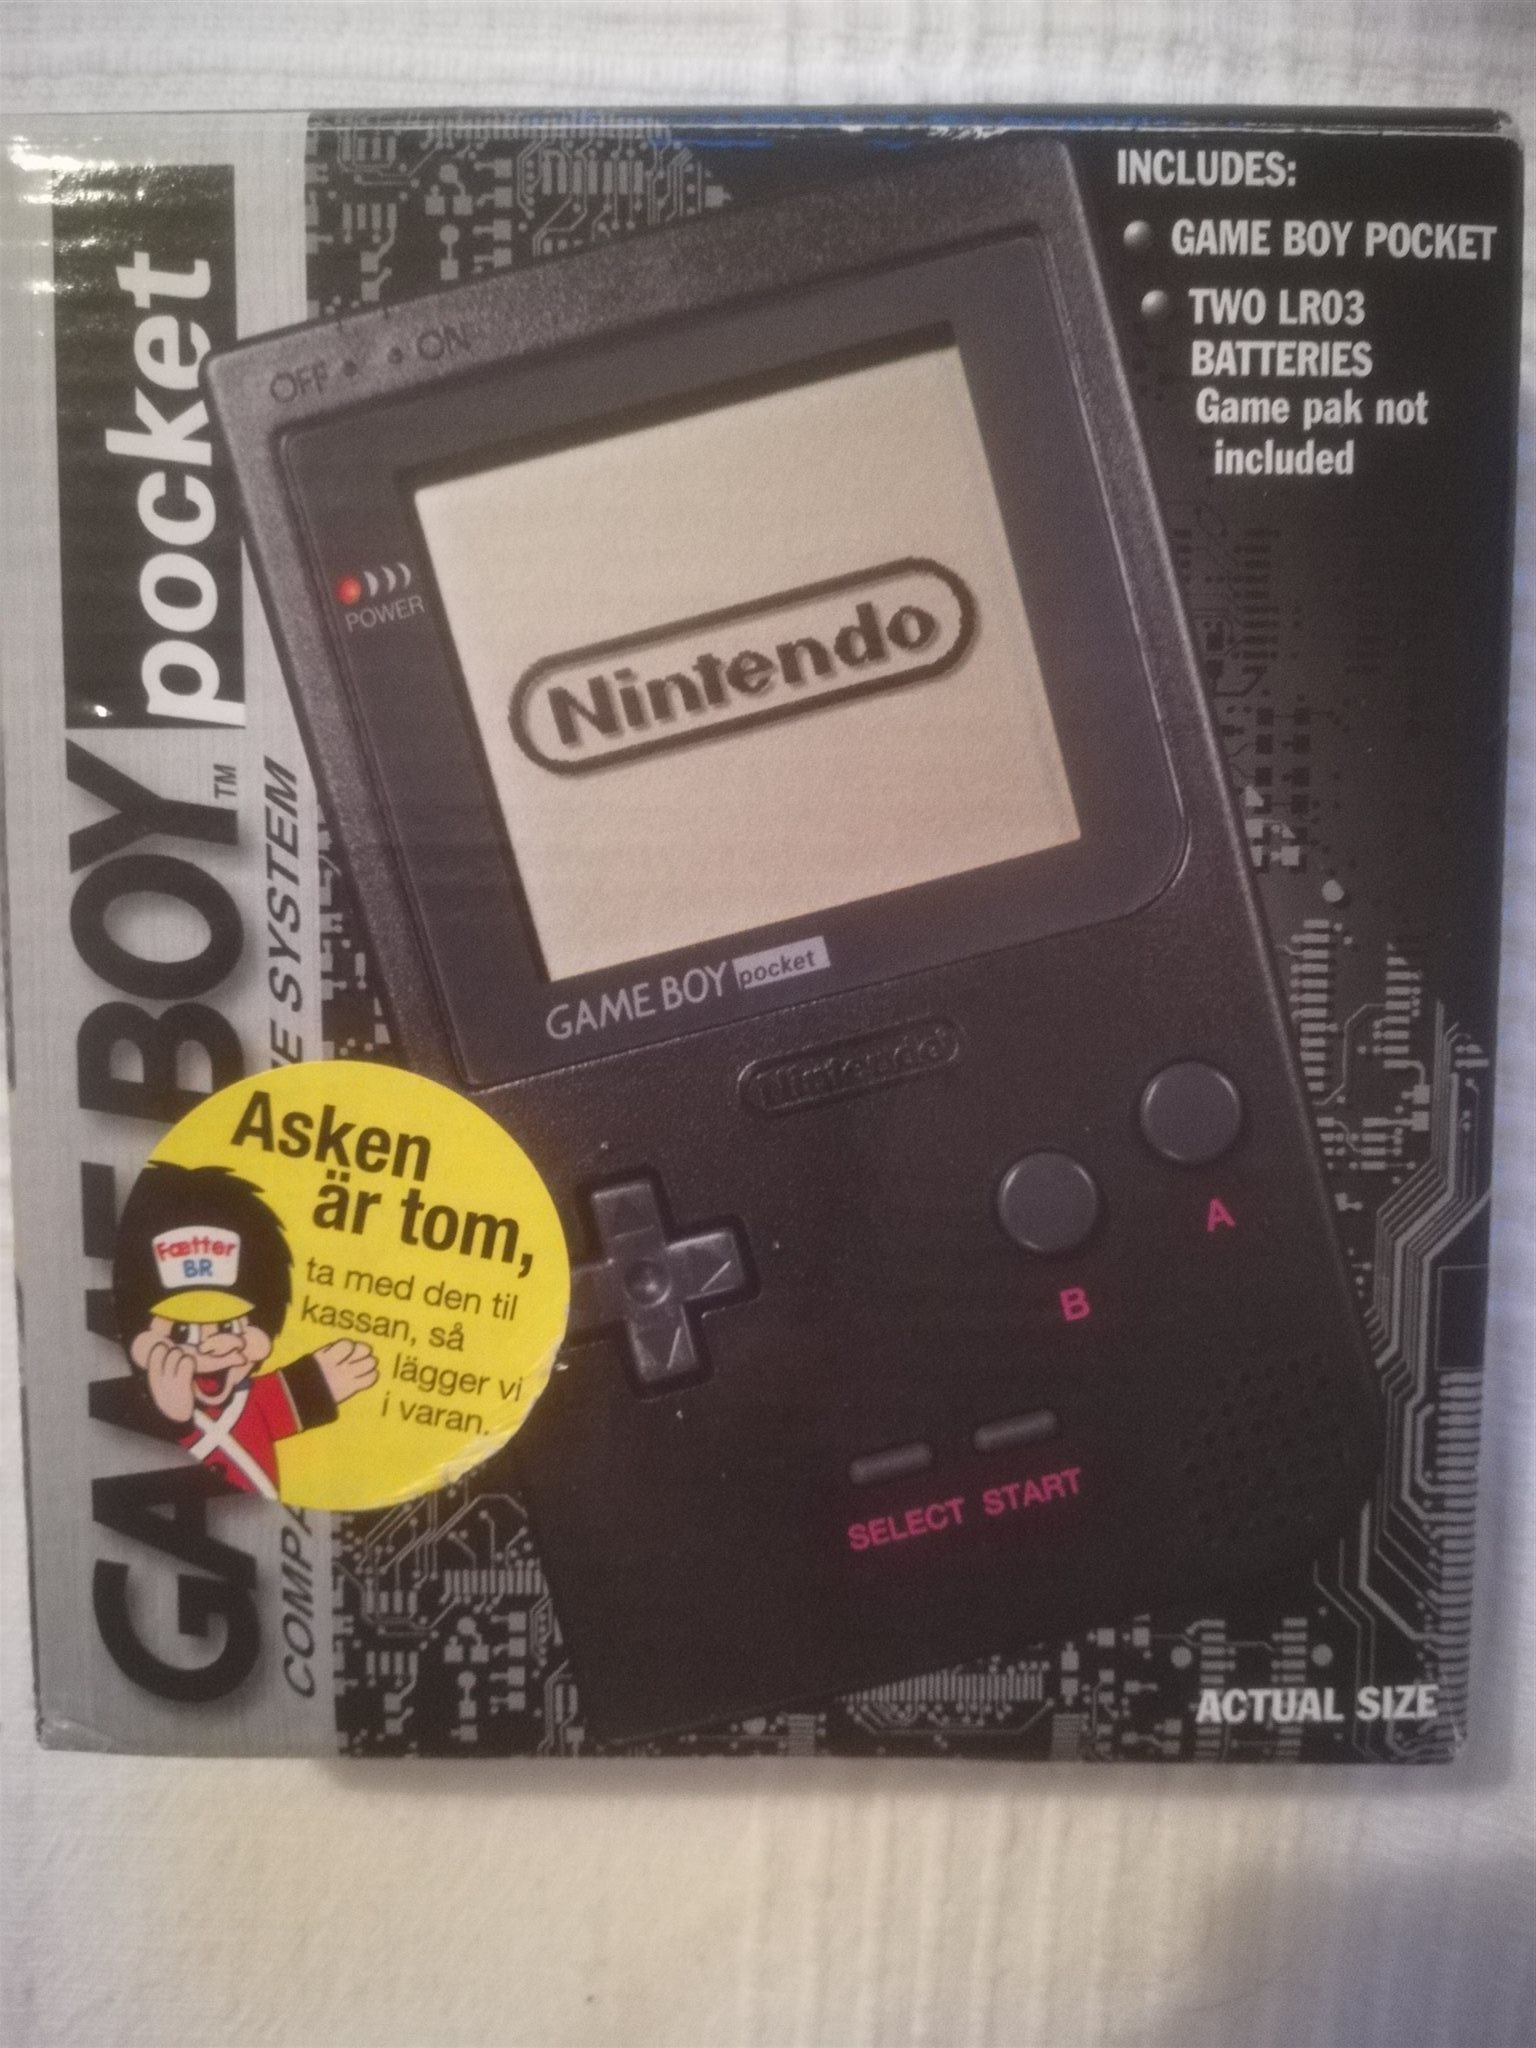 INCLUDES:
GAME BOY POCKET
TWO LR03
BATTERIES
Game pak not
included
GAME BOY pocket
TM
COMPA E SYSTEM
OFF ON
POWER
Nintendo
GAME BOY pocket
Nintendo
A
B
SELECT START
Asken
är tom,
ta med den til
kassan, så
lägger vi
i varan.
Fætter
BR
ACTUAL SIZE